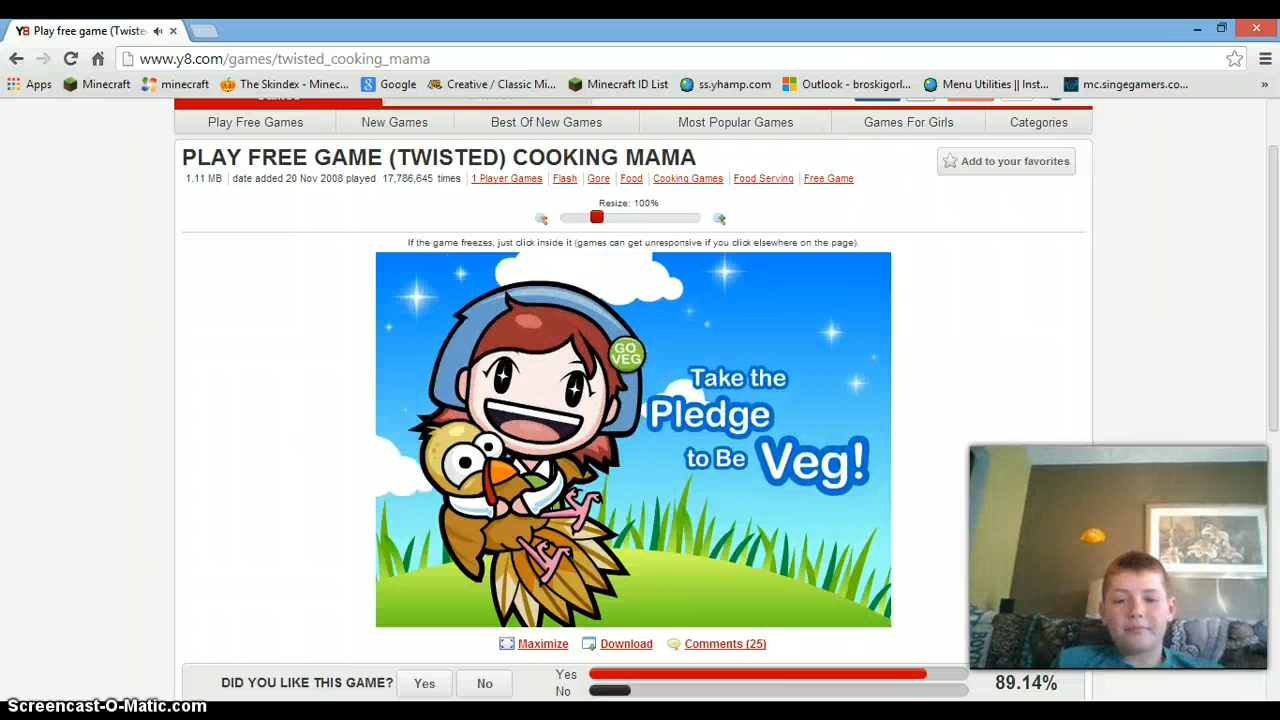 Y8 Play free game (Twiste
www.y8.com/games/twisted_cooking_mama
Apps Minecraft minecraft The Skindex - Minec... Google Creative / Classic Mi... Minecraft ID List ss.yhamp.com Outlook - broskigorl... Menu Utilities || Inst... mc.singegamers.co... »
Play Free Games New Games Best Of New Games Most Popular Games Games For Girls Categories
PLAY FREE GAME (TWISTED) COOKING MAMA
Add to your favorites
1.11 MB date added 20 Nov 2008 played 17,786,645 times 1 Player Games Flash Gore Food Cooking Games Food Serving Free Game
Resize: 100%
If the game freezes, just click inside it (games can get unresponsive if you click elsewhere on the page).
GO
VEG
Take the
Pledge
to Be Veg!
Maximize Download Comments (25)
DID YOU LIKE THIS GAME? Yes No
Yes
No
89.14%
Screencast-O-Matic.com